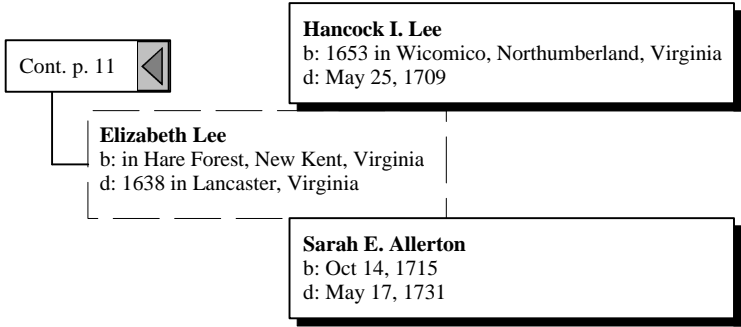 Hancock I. Lee
b: 1653 in Wicomico, Northumberland, Virginia
d: May 25, 1709
Cont. p. 11
Elizabeth Lee
b: in Hare Forest, New Kent, Virginia
d: 1638 in Lancaster, Virginia
Sarah E. Allerton
b: Oct 14, 1715
d: May 17, 1731